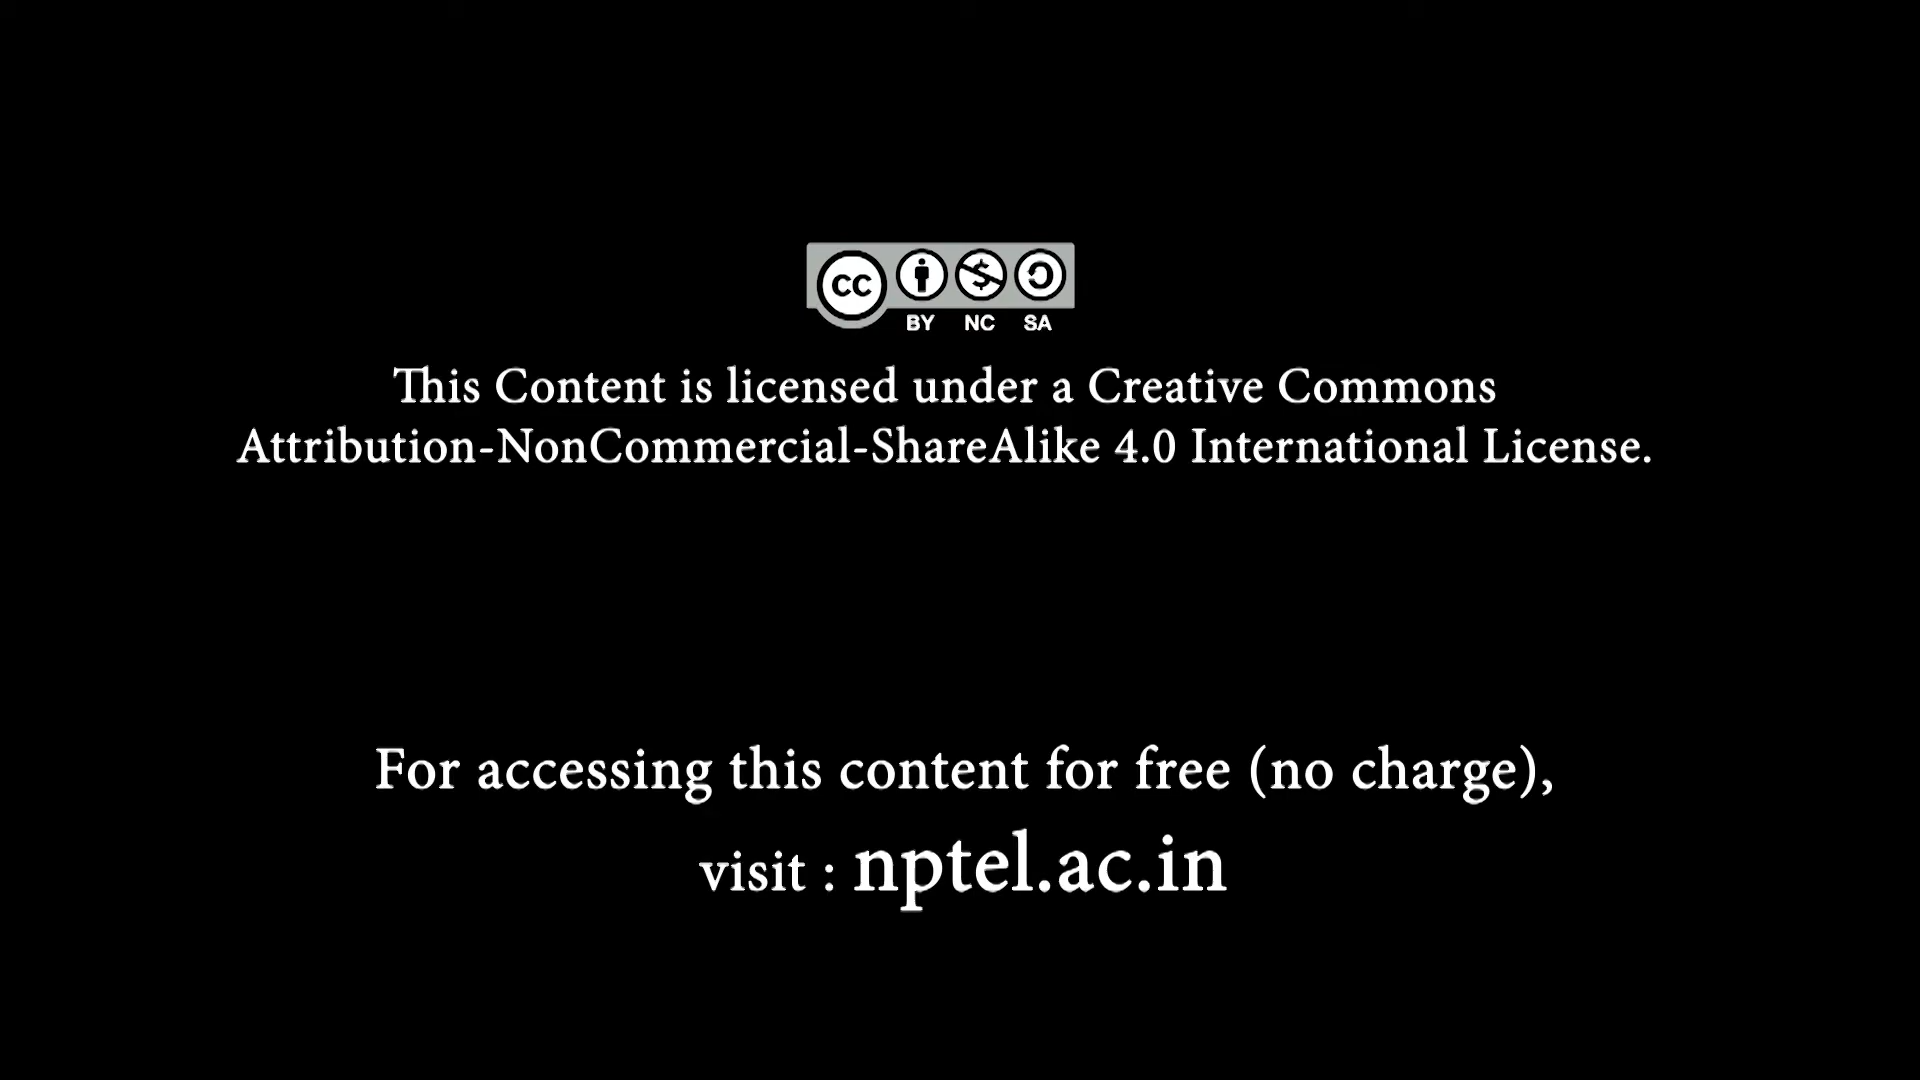 CC BY NC SA
This Content is licensed under a Creative Commons
Attribution-NonCommercial-ShareAlike 4.0 International License.
For accessing this content for free (no charge),
visit : nptel.ac.in